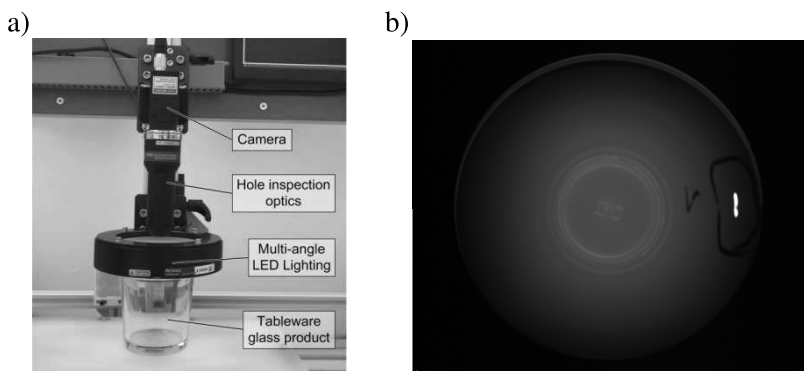 a)
b)
Camera
Hole inspection
optics
Multi-angle
LED Lighting
Tableware
glass product